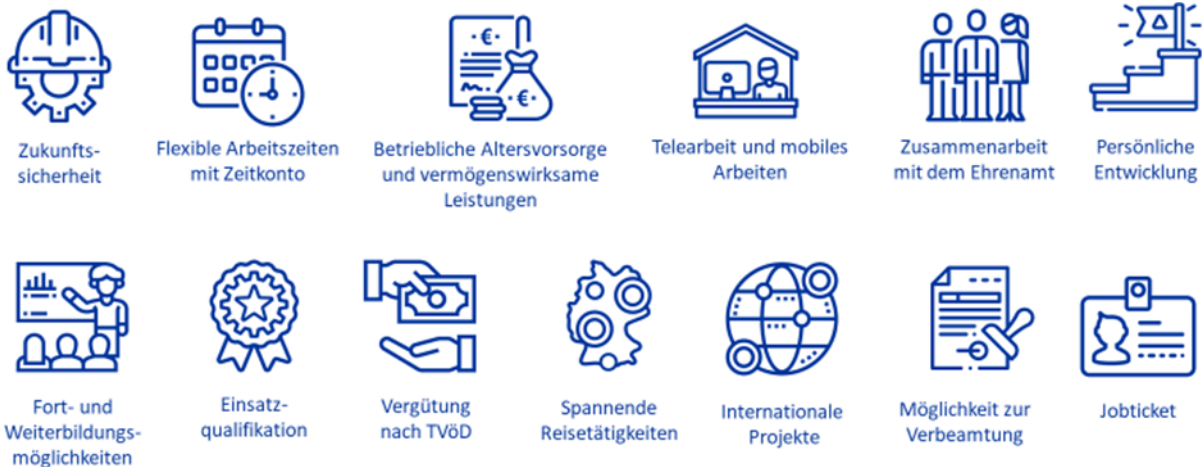 Zukunfts-
sicherheit
Flexible Arbeitszeiten
mit Zeitkonto
Betriebliche Altersvorsorge
und vermögenswirksame
Leistungen
Telearbeit und mobiles
Arbeiten
Zusammenarbeit
mit dem Ehrenamt
Persönliche
Entwicklung
Fort- und
Weiterbildungs-
möglichkeiten
Einsatz-
qualifikation
Vergütung
nach TVöD
Spannende
Reisetätigkeiten
Internationale
Projekte
Möglichkeit zur
Verbeamtung
Jobticket